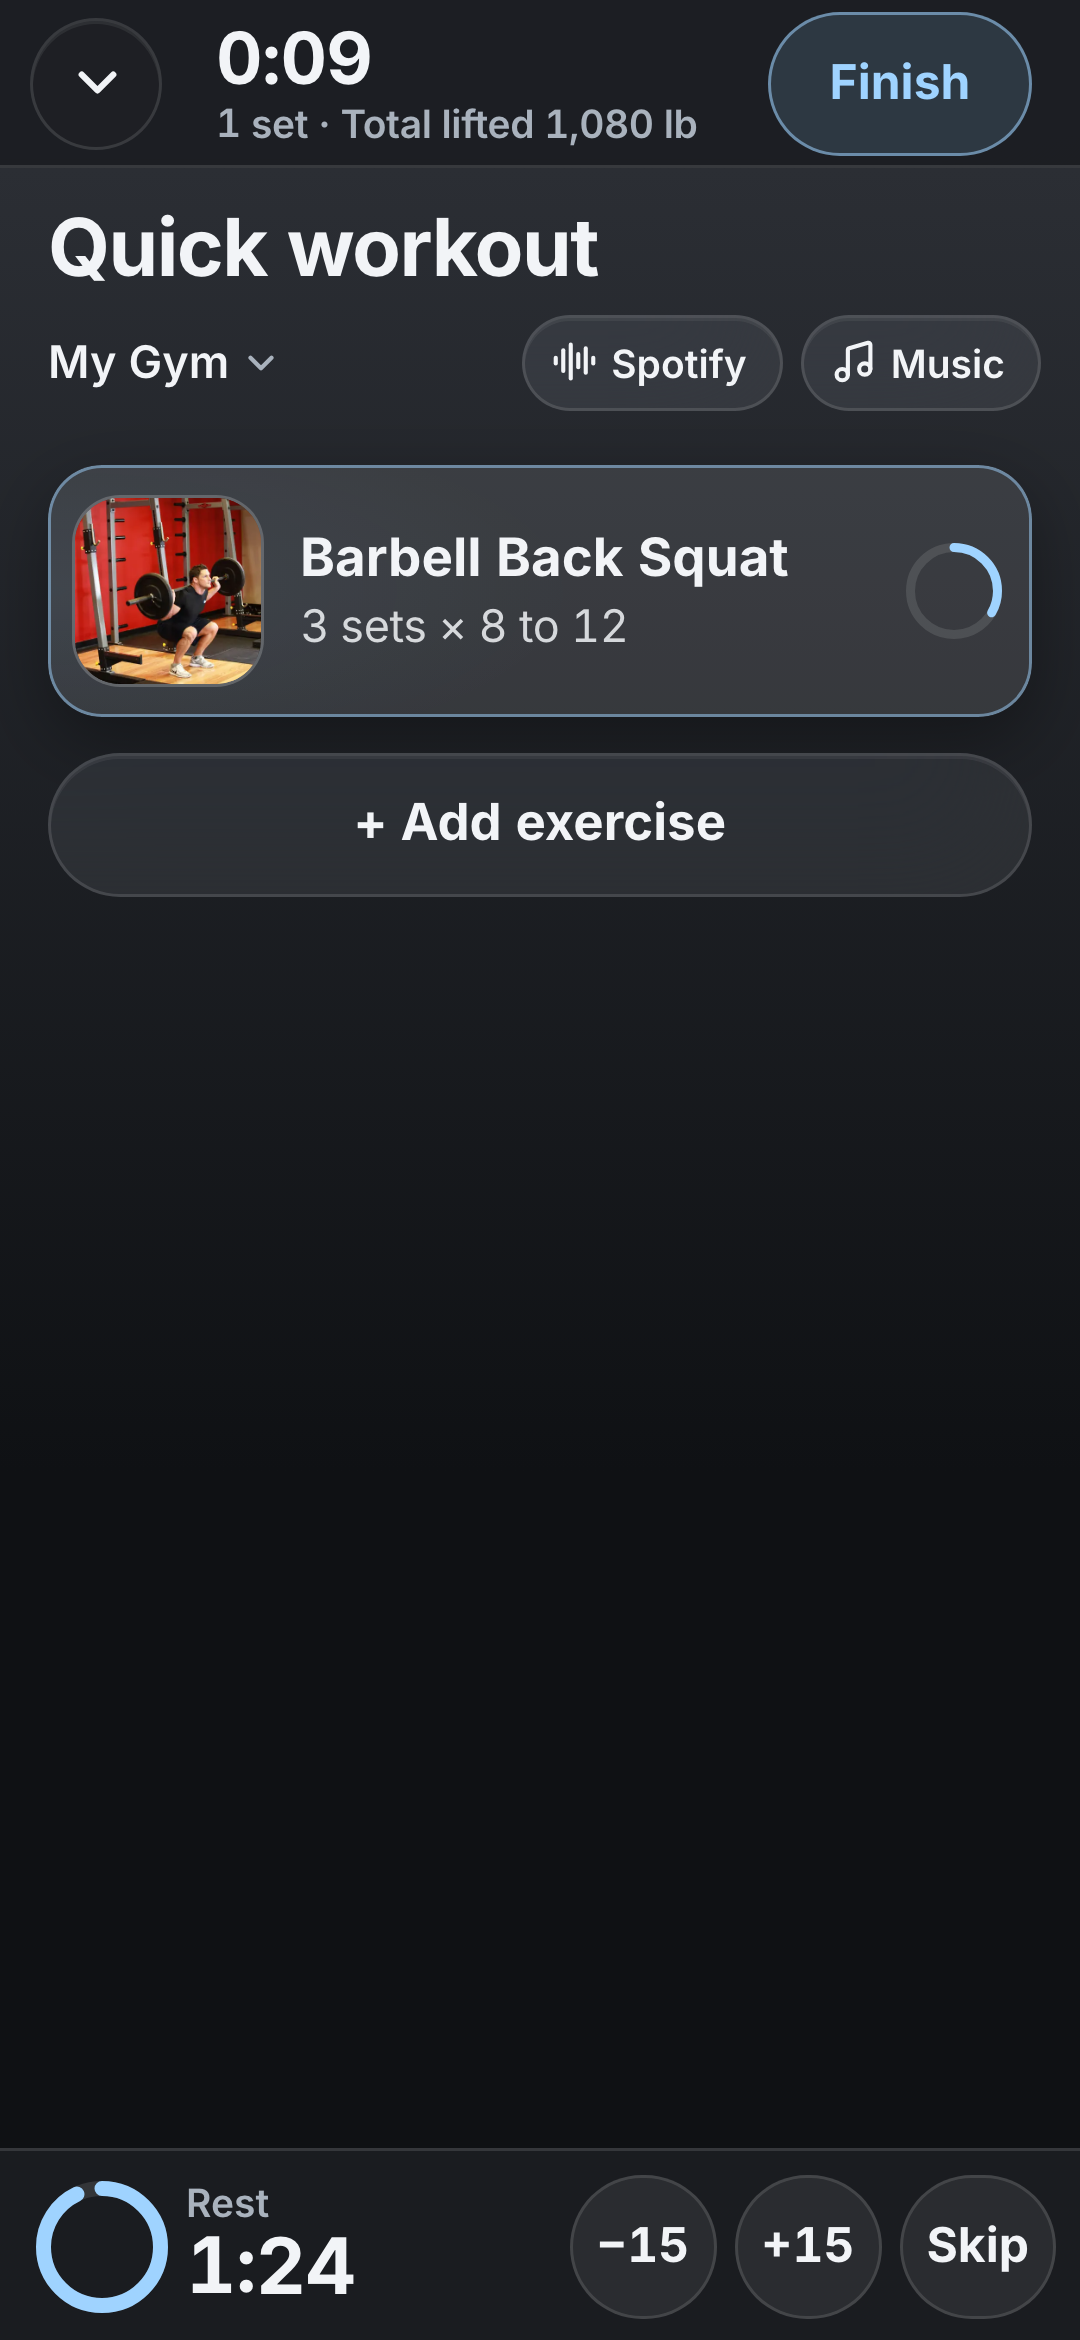 0:09
1 set · Total lifted 1,080 lb
Finish
Quick workout
My Gym
Spotify
Music
Barbell Back Squat
3 sets × 8 to 12
+ Add exercise
Rest
1:24
−15
+15
Skip